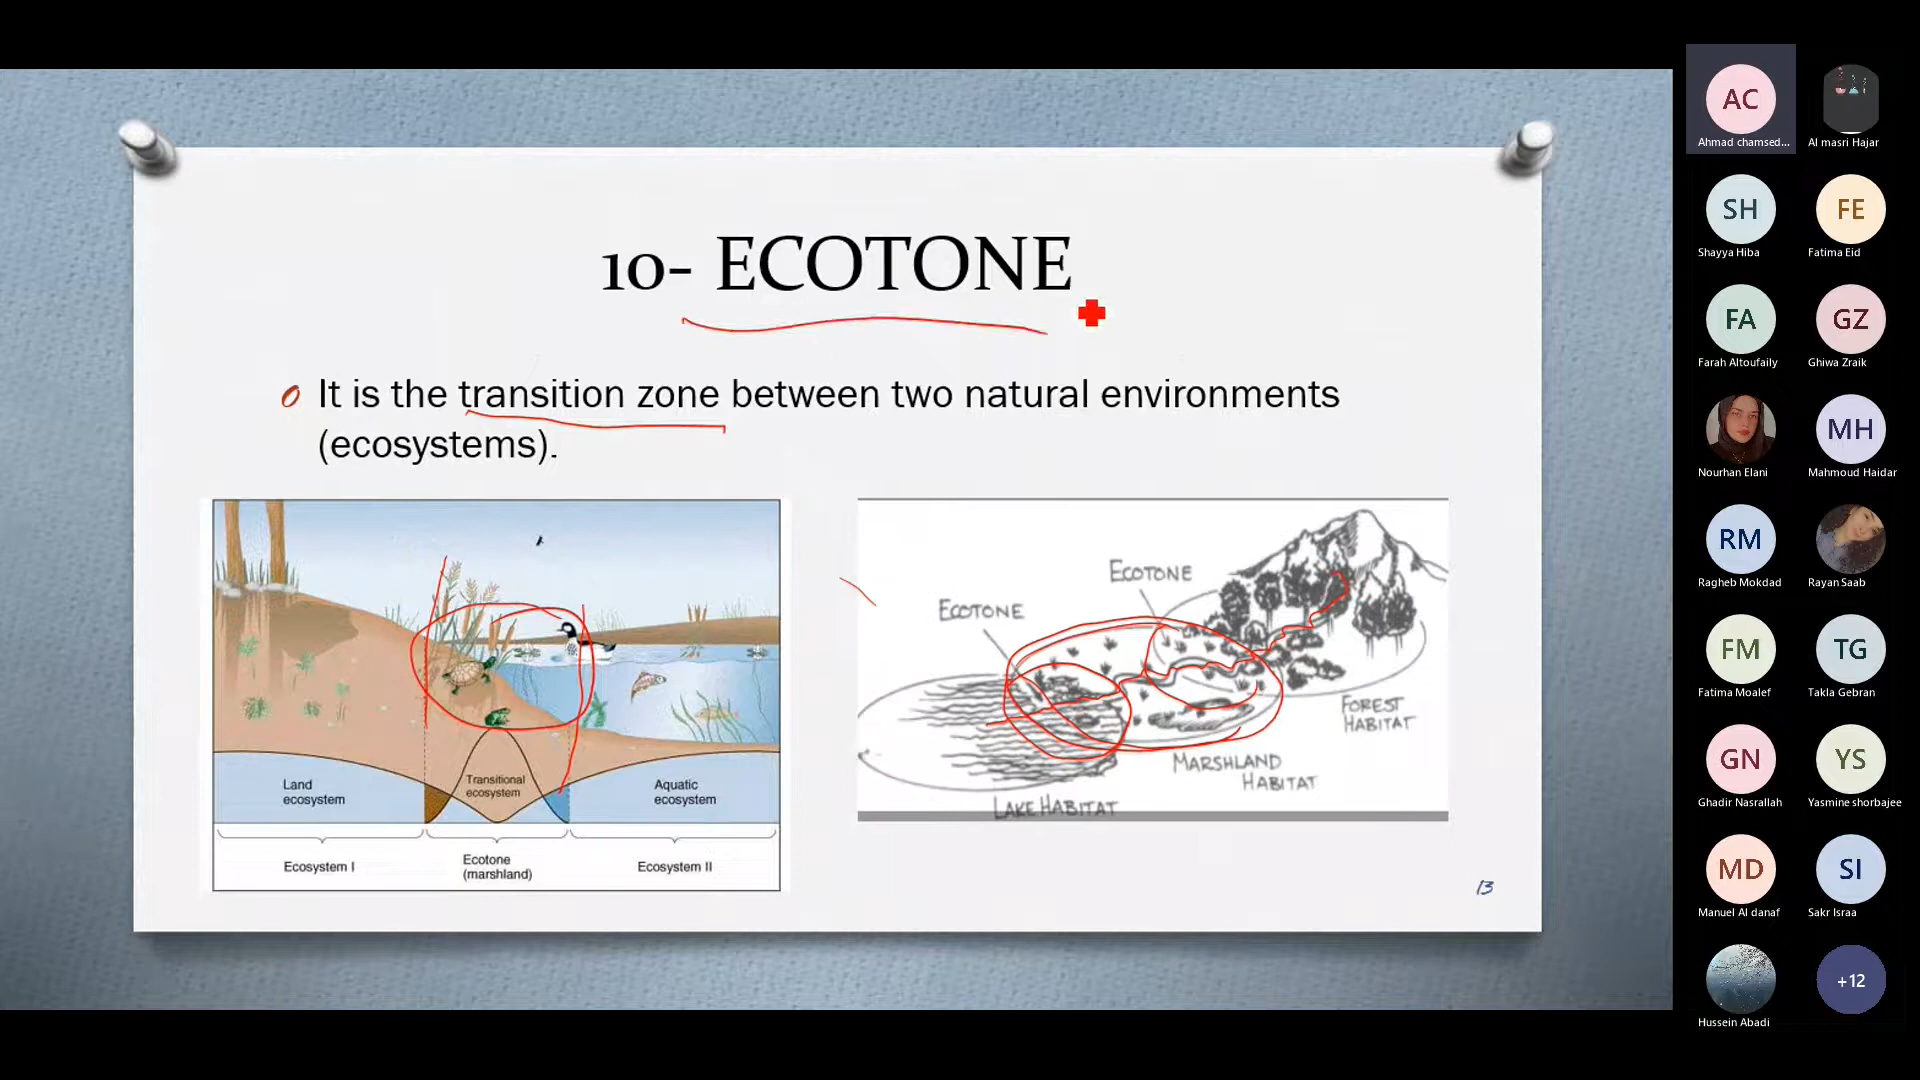 10- ECOTONE
It is the transition zone between two natural environments
(ecosystems).
Land
ecosystem
Transitional
ecosystem
Aquatic
ecosystem
Ecosystem I
Ecotone
(marshland)
Ecosystem II
ECOTONE
ECOTONE
FOREST
HABITAT
MARSHLAND
HABITAT
LAKE HABITAT
13
AC
Ahmad chamsed...
Al masri Hajar
SH
Shayya Hiba
FE
Fatima Eid
FA
Farah Altoufaily
GZ
Ghiwa Zraik
Nourhan Elani
MH
Mahmoud Haidar
RM
Ragheb Mokdad
Rayan Saab
FM
Fatima Moalef
TG
Takla Gebran
GN
Ghadir Nasrallah
YS
Yasmine shorbajee
MD
Manuel Al danaf
SI
Sakr Israa
Hussein Abadi
+12